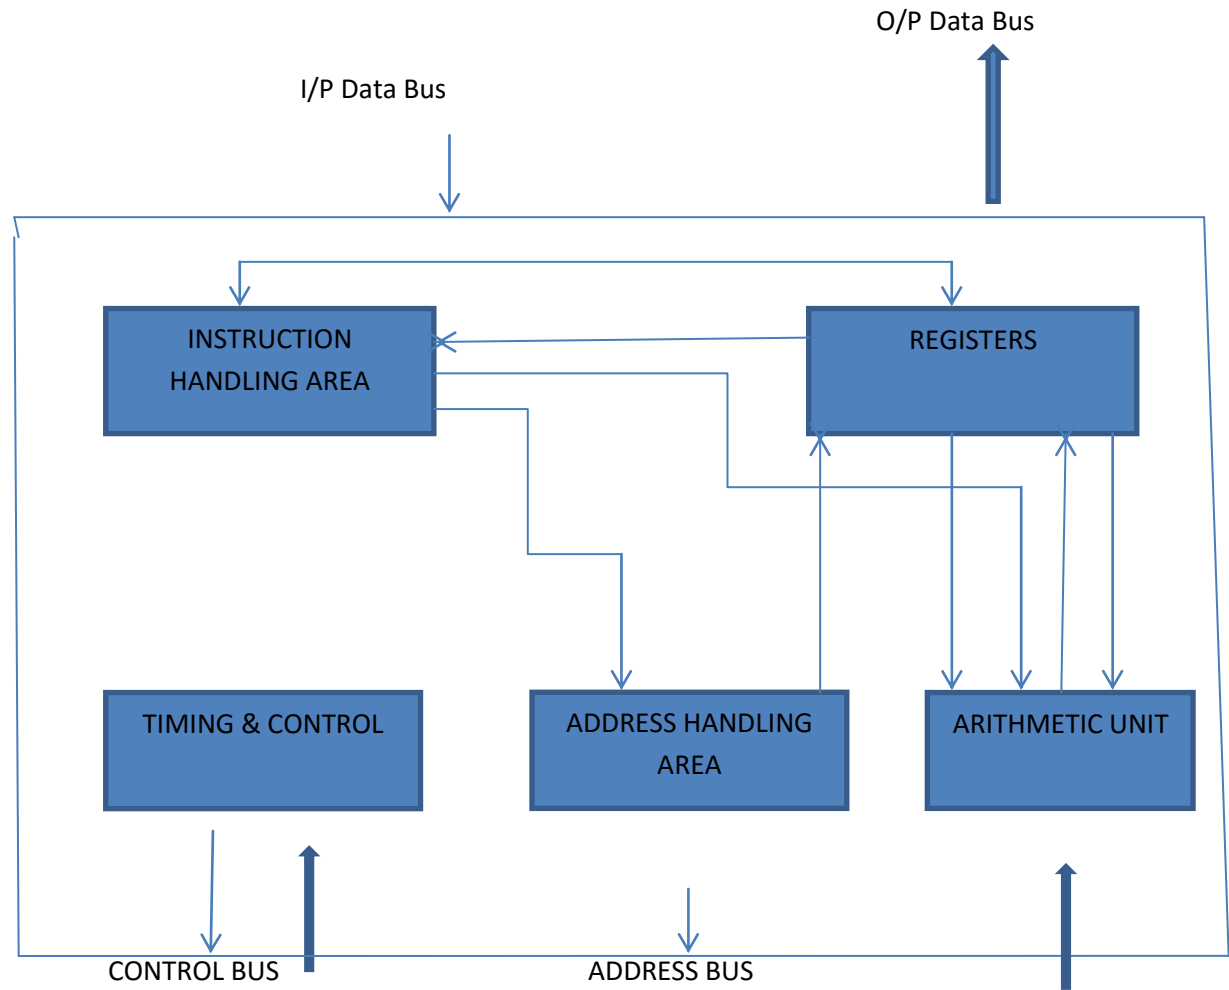 O/P Data Bus
I/P Data Bus
INSTRUCTION
HANDLING AREA
REGISTERS
TIMING & CONTROL
ADDRESS HANDLING
AREA
ARITHMETIC UNIT
CONTROL BUS
ADDRESS BUS